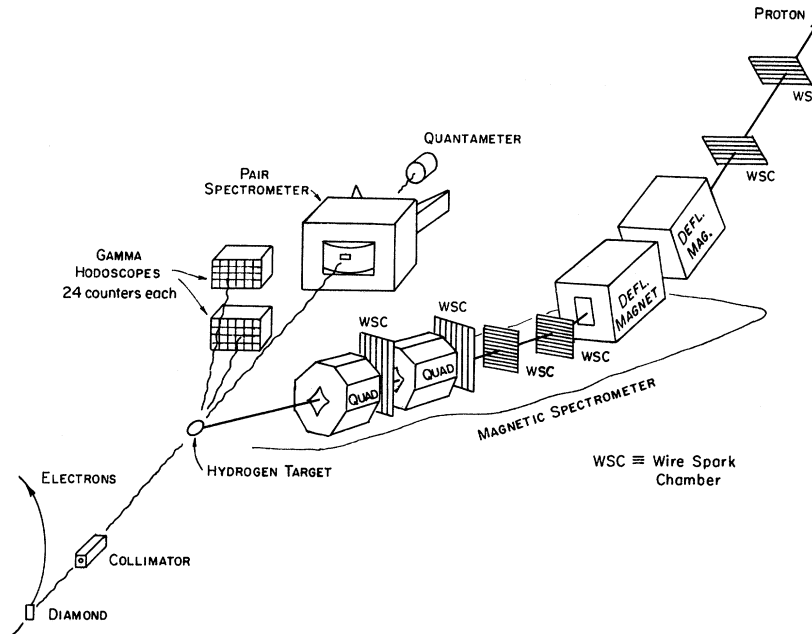 PROTON
WS
WSC
QUANTAMETER
PAIR
SPECTROMETER
DEFL.
MAG.
GAMMA
HODOSCOPES
24 counters each
DEFL.
MAGNET
WSC
WSC
WSC
WSC
QUAD
QUAD
MAGNETIC SPECTROMETER
HYDROGEN TARGET
WSC ≡ Wire Spark
Chamber
ELECTRONS
COLLIMATOR
DIAMOND